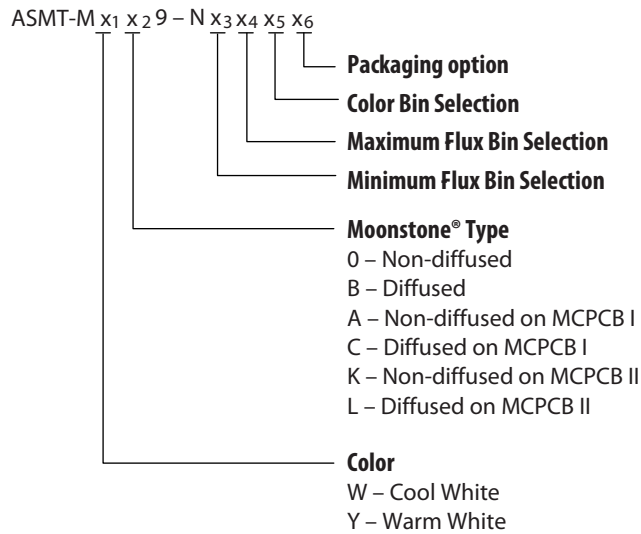 ASMT-M x1 x2 9 – N x3 x4 x5 x6
Packaging option
Color Bin Selection
Maximum Flux Bin Selection
Minimum Flux Bin Selection
Moonstone® Type
0 – Non-diffused
B – Diffused
A – Non-diffused on MCPCB I
C – Diffused on MCPCB I
K – Non-diffused on MCPCB II
L – Diffused on MCPCB II
Color
W – Cool White
Y – Warm White